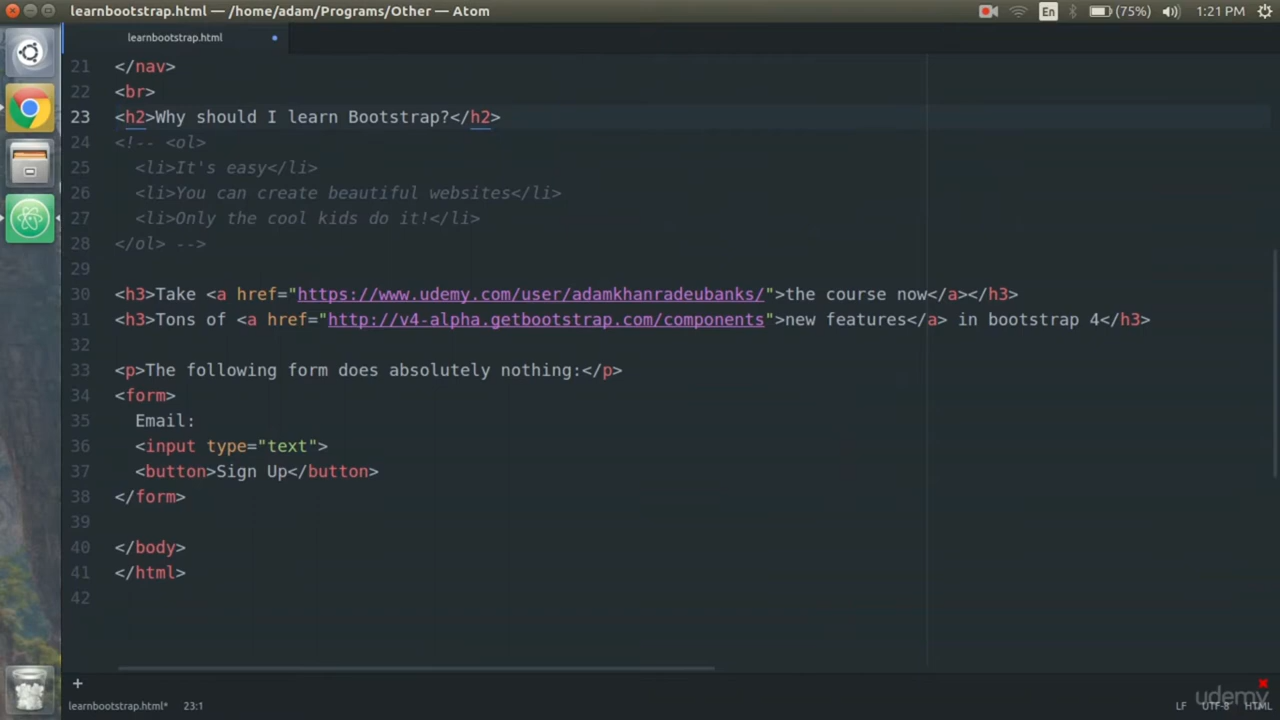 learnbootstrap.html — /home/adam/Programs/Other — Atom
En (75%) 1:21 PM
learnbootstrap.html
21 </nav>
22 <br>
23 <h2>Why should I learn Bootstrap?</h2>
24 <!-- <ol>
25 <li>It's easy</li>
26 <li>You can create beautiful websites</li>
27 <li>Only the cool kids do it!</li>
28 </ol> -->
29
30 <h3>Take <a href="https://www.udemy.com/user/adamkhanradeubanks/">the course now</a></h3>
31 <h3>Tons of <a href="http://v4-alpha.getbootstrap.com/components">new features</a> in bootstrap 4</h3>
32
33 <p>The following form does absolutely nothing:</p>
34 <form>
35 Email:
36 <input type="text">
37 <button>Sign Up</button>
38 </form>
39
40 </body>
41 </html>
42
+
udemy
learnbootstrap.html* 23:1 LF UTF-8 HTML